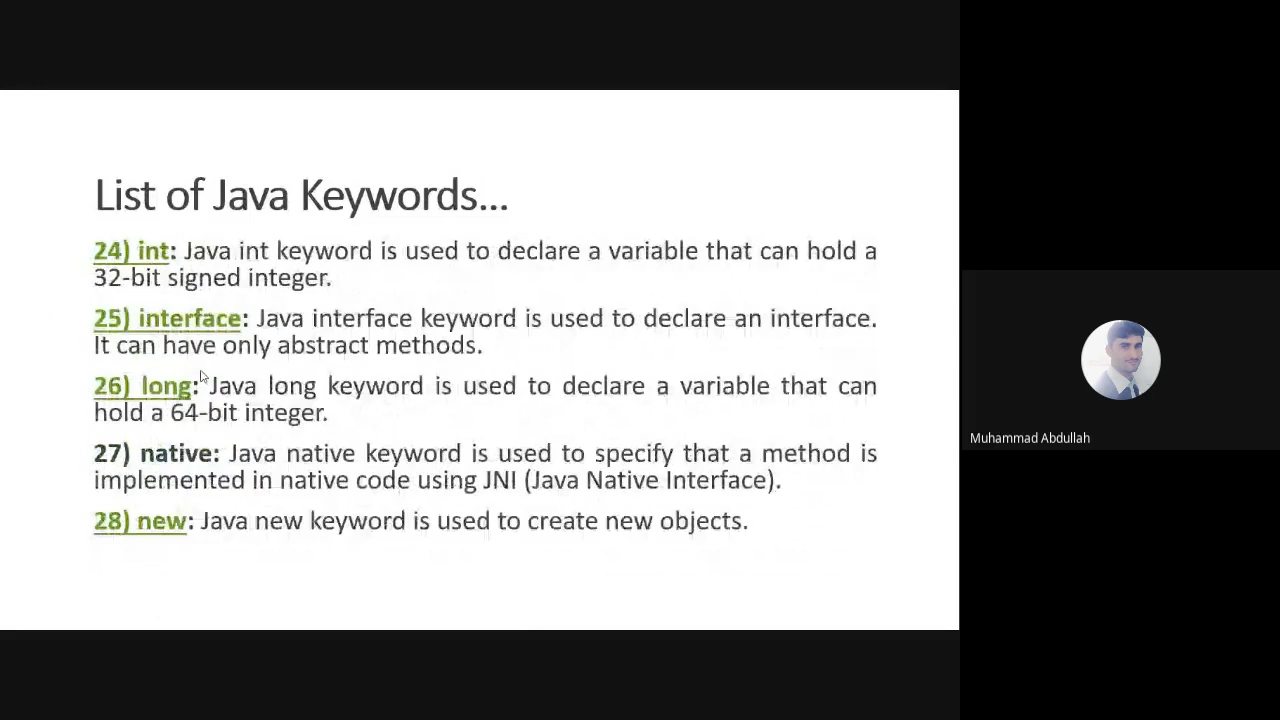 List of Java Keywords...
24) int: Java int keyword is used to declare a variable that can hold a
32-bit signed integer.
25) interface: Java interface keyword is used to declare an interface.
It can have only abstract methods.
26) long: Java long keyword is used to declare a variable that can
hold a 64-bit integer.
27) native: Java native keyword is used to specify that a method is
implemented in native code using JNI (Java Native Interface).
28) new: Java new keyword is used to create new objects.
Muhammad Abdullah